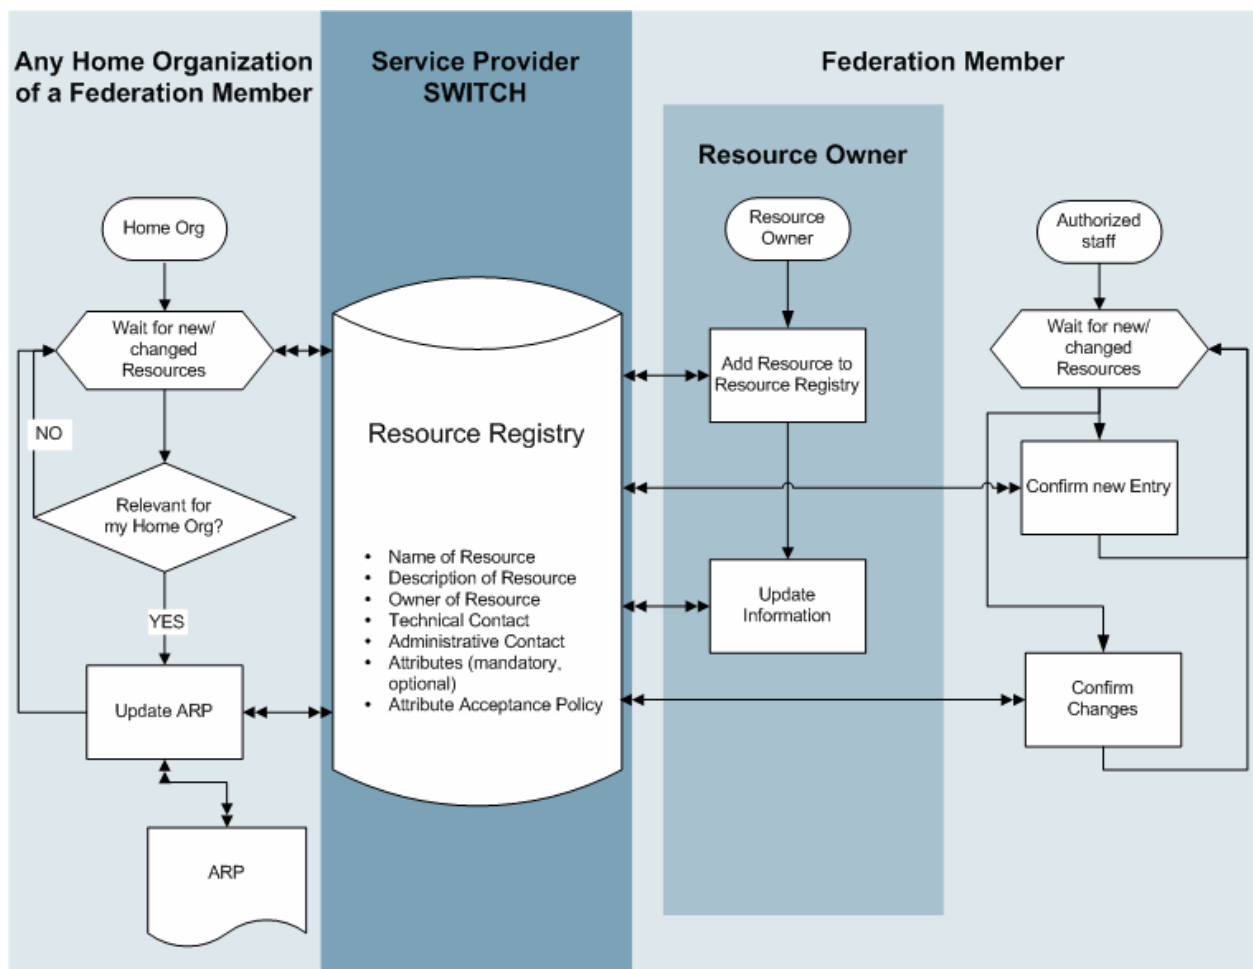 Any Home Organization
of a Federation Member
Service Provider
SWITCH
Federation Member
Resource Owner
Home Org
Wait for new/
changed
Resources
NO
Relevant for
my Home Org?
YES
Update ARP
ARP
Resource Registry
• Name of Resource
• Description of Resource
• Owner of Resource
• Technical Contact
• Administrative Contact
• Attributes (mandatory,
optional)
• Attribute Acceptance Policy
Resource
Owner
Add Resource to
Resource Registry
Update
Information
Authorized
staff
Wait for new/
changed
Resources
Confirm new Entry
Confirm
Changes